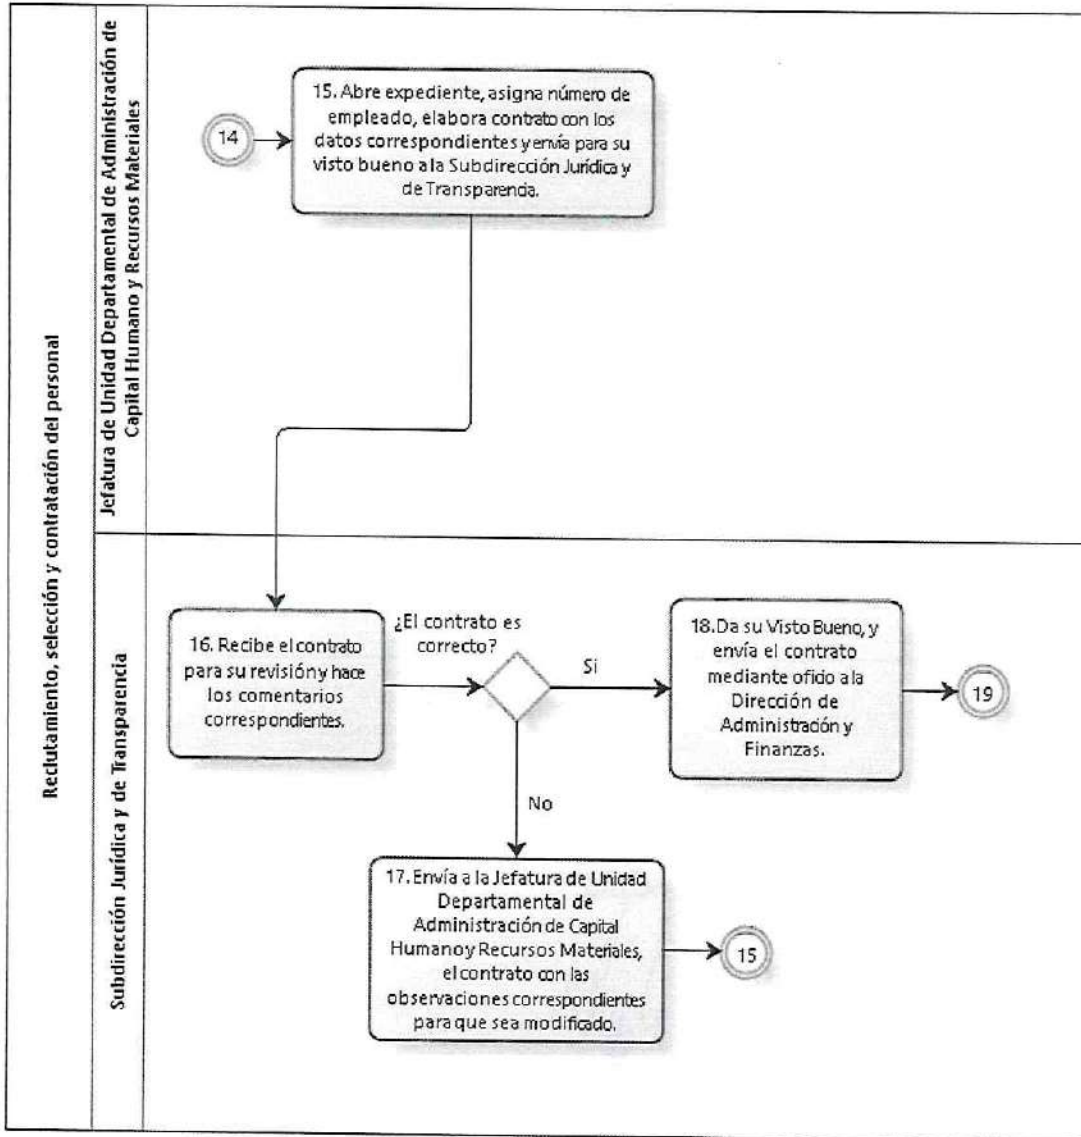 Reclutamiento, selección y contratación del personal
Jefatura de Unidad Departamental de Administración de
Capital Humano y Recursos Materiales
14
15. Abre expediente, asigna número de
empleado, elabora contrato con los
datos correspondientes y envía para su
visto bueno a la Subdirección Jurídica y
de Transparencia.
Subdirección Jurídica y de Transparencia
16. Recibe el contrato
para su revisión y hace
los comentarios
correspondientes.
¿El contrato es
correcto?
Si
18. Da su Visto Bueno, y
envía el contrato
mediante oficio a la
Dirección de
Administración y
Finanzas.
19
No
17. Envía a la Jefatura de Unidad
Departamental de
Administración de Capital
Humano y Recursos Materiales,
el contrato con las
observaciones correspondientes
para que sea modificado.
15